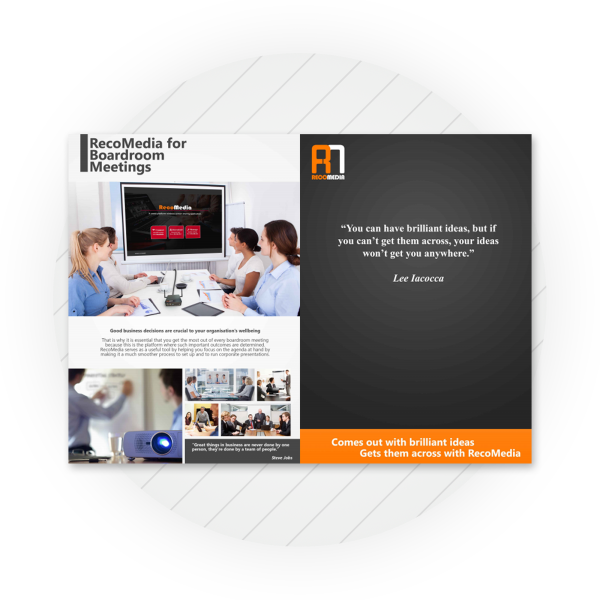 RecoMedia for
Boardroom
Meetings
RecoMedia
Good business decisions are crucial to your organisation's wellbeing
That is why it is essential that you get the most out of every boardroom meeting
because this is the platform where such important outcomes are determined.
RecoMedia serves as a useful tool by helping you focus on the agenda at hand by
making it a much smoother process to set up and to run corporate presentations.
"Great things in business are never done by one
person, they're done by a team of people."
Steve Jobs
RECOMEDIA
“You can have brilliant ideas, but if
you can’t get them across, your ideas
won’t get you anywhere.”
Lee Iacocca
Comes out with brilliant ideas
Gets them across with RecoMedia